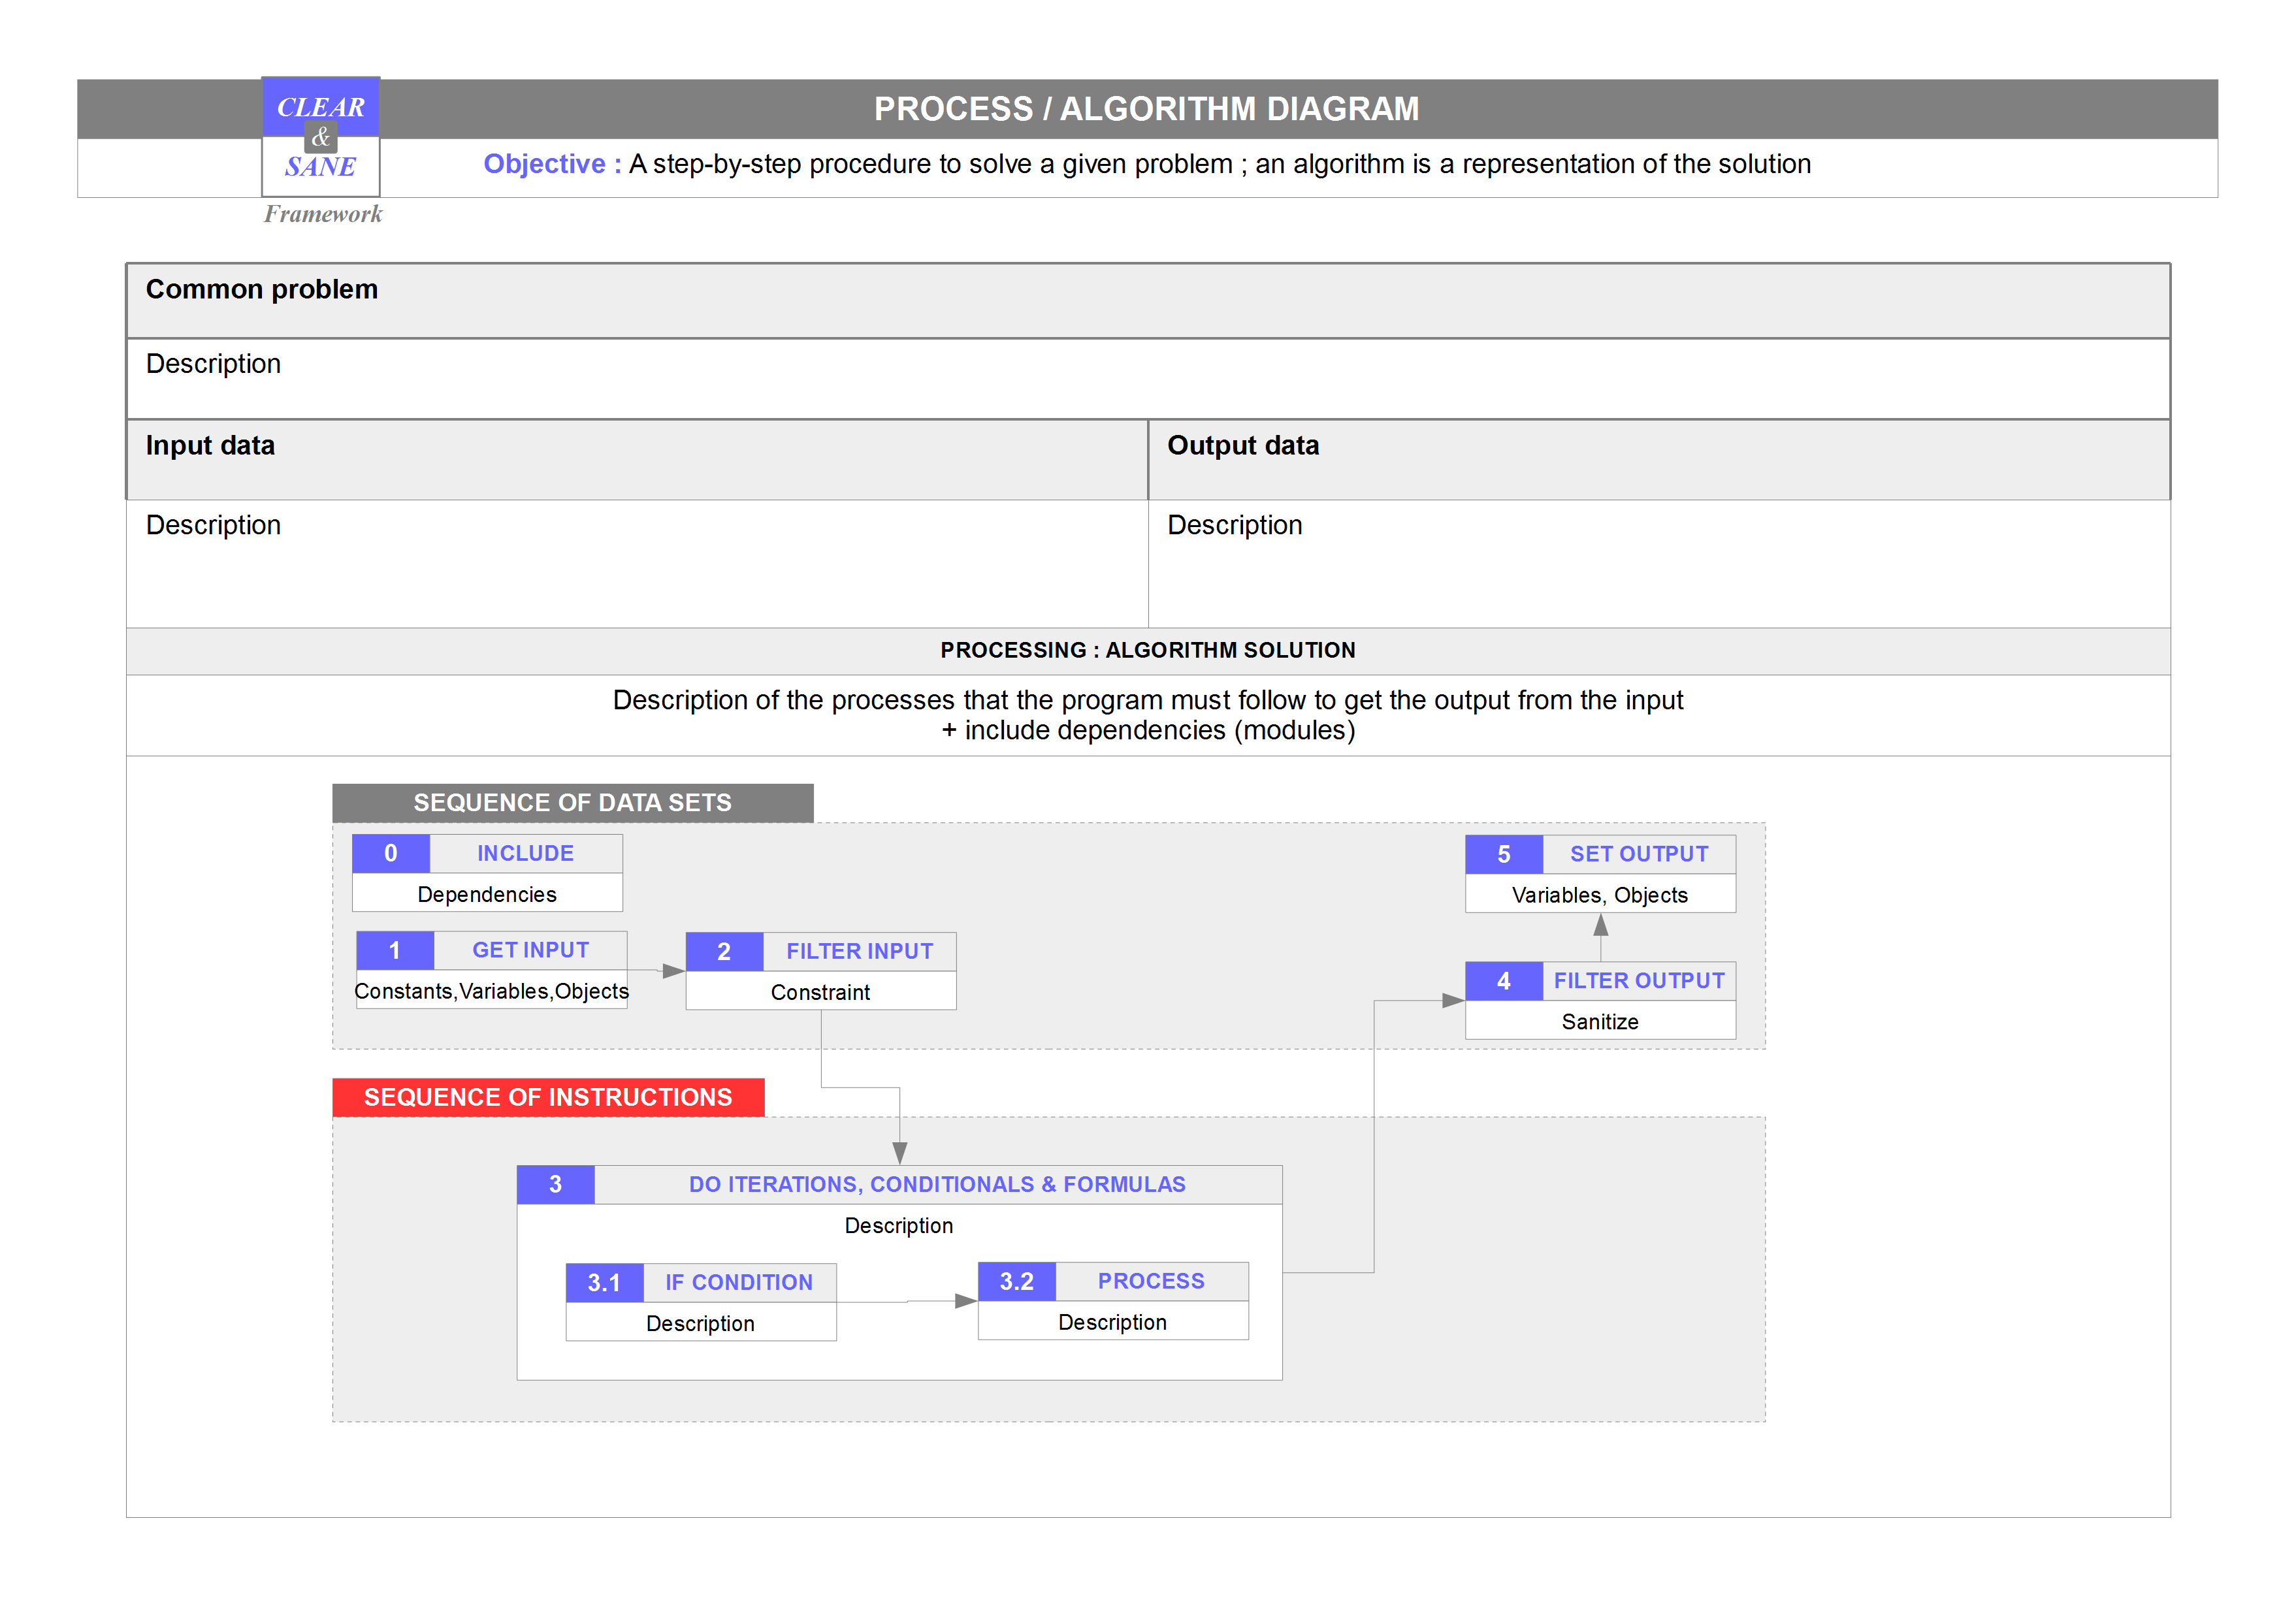 CLEAR
&
SANE
Framework
PROCESS / ALGORITHM DIAGRAM
Objective : A step-by-step procedure to solve a given problem ; an algorithm is a representation of the solution
Common problem
Description
Input data
Output data
Description
Description
PROCESSING : ALGORITHM SOLUTION
Description of the processes that the program must follow to get the output from the input
+ include dependencies (modules)
SEQUENCE OF DATA SETS
0 INCLUDE
Dependencies
1 GET INPUT
Constants,Variables,Objects
2 FILTER INPUT
Constraint
5 SET OUTPUT
Variables, Objects
4 FILTER OUTPUT
Sanitize
SEQUENCE OF INSTRUCTIONS
3 DO ITERATIONS, CONDITIONALS & FORMULAS
Description
3.1 IF CONDITION
Description
3.2 PROCESS
Description